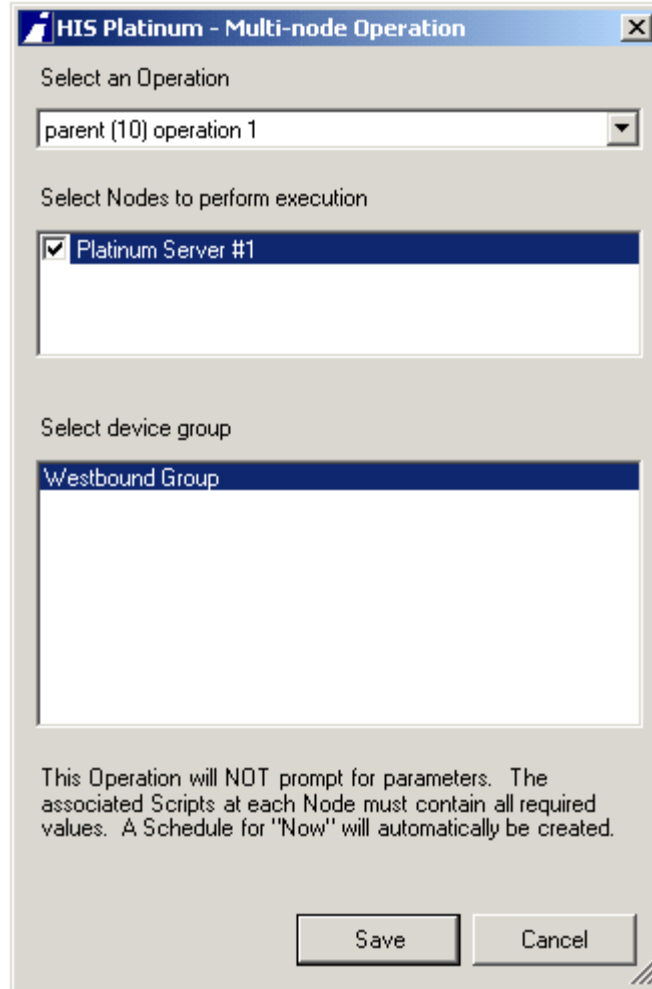 HIS Platinum - Multi-node Operation
Select an Operation
parent (10) operation 1
Select Nodes to perform execution
Platinum Server #1
Select device group
Westbound Group
This Operation will NOT prompt for parameters. The
associated Scripts at each Node must contain all required
values. A Schedule for "Now" will automatically be created.
Save
Cancel